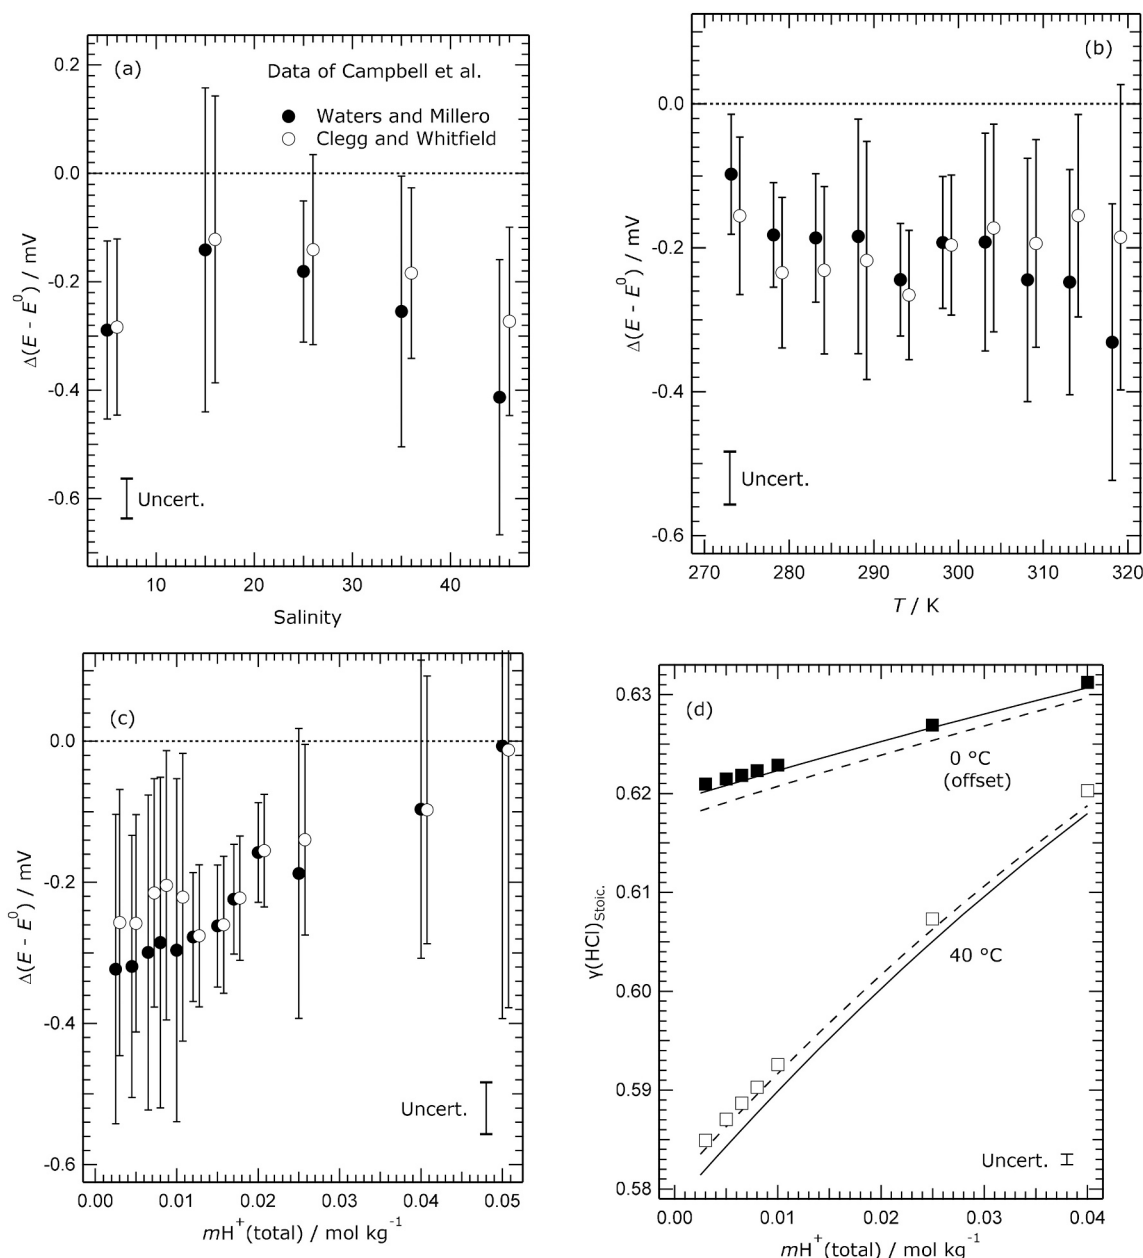 (a)
Data of Campbell et al.
Waters and Millero
Clegg and Whitfield
0.2
0.0
-0.2
-0.4
-0.6
Δ(E - E⁰) / mV
Uncert.
10 20 30 40
Salinity
(b)
0.0
-0.2
-0.4
-0.6
Δ(E - E⁰) / mV
Uncert.
270 280 290 300 310 320
T / K
(c)
0.0
-0.2
-0.4
-0.6
Δ(E - E⁰) / mV
Uncert.
0.00 0.01 0.02 0.03 0.04 0.05
mH⁺(total) / mol kg⁻¹
(d)
0.63
0.62
0.61
0.60
0.59
0.58
γ(HCl)Stoic.
0 °C
(offset)
40 °C
Uncert.
0.00 0.01 0.02 0.03 0.04
mH⁺(total) / mol kg⁻¹